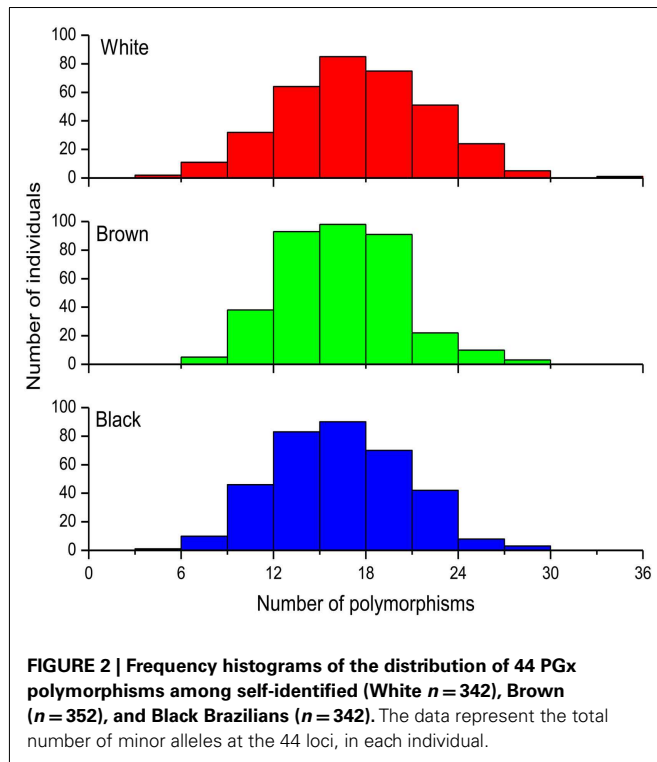 White
100
80
60
40
20
0
Number of individuals
Brown
100
80
60
40
20
0
Black
100
80
60
40
20
0
0 6 12 18 24 30 36
Number of polymorphisms
FIGURE 2 | Frequency histograms of the distribution of 44 PGx
polymorphisms among self-identified (White n = 342), Brown
(n = 352), and Black Brazilians (n = 342). The data represent the total
number of minor alleles at the 44 loci, in each individual.